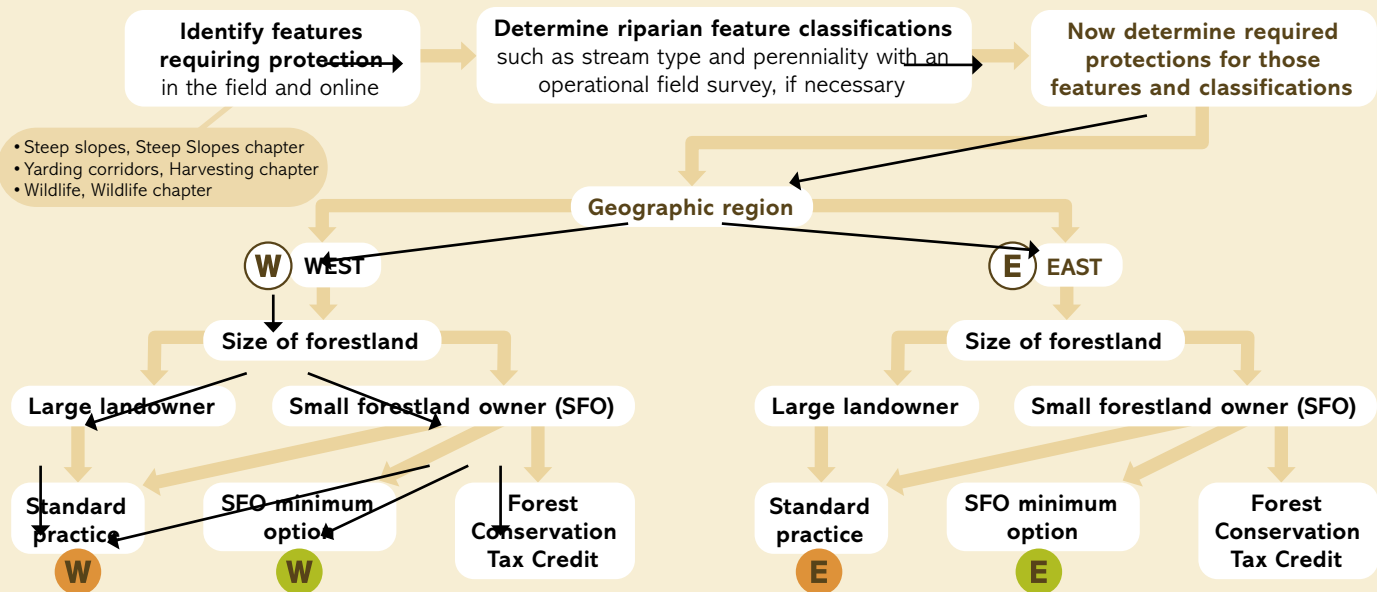 Identify features
requiring protection
in the field and online
Determine riparian feature classifications
such as stream type and perenniality with an
operational field survey, if necessary
Now determine required
protections for those
features and classifications
• Steep slopes, Steep Slopes chapter
• Yarding corridors, Harvesting chapter
• Wildlife, Wildlife chapter
Geographic region
W WEST
E EAST
Size of forestland
Size of forestland
Large landowner
Small forestland owner (SFO)
Large landowner
Small forestland owner (SFO)
Standard
practice
W
SFO minimum
option
W
Forest
Conservation
Tax Credit
Standard
practice
E
SFO minimum
option
E
Forest
Conservation
Tax Credit